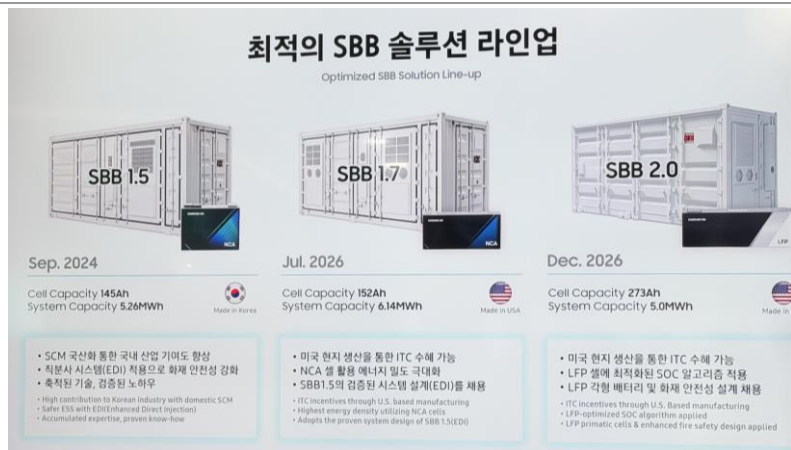 최적의 SBB 솔루션 라인업
Optimized SBB Solution Line-up
SBB 1.5
NCA
SBB 1.7
NCA
SBB 2.0
LFP
Sep. 2024
Cell Capacity 145Ah
System Capacity 5.26MWh
Made in Korea
• SCM 국산화 통한 국내 산업 기여도 향상
• 직분사 시스템(EDI) 적용으로 화재 안전성 강화
• 축적된 기술, 검증된 노하우
• High contribution to Korean industry with domestic SCM
• Safer ESS with EDI(Enhanced Direct Injection)
• Accumulated expertise, proven know-how
Jul. 2026
Cell Capacity 152Ah
System Capacity 6.14MWh
Made in USA
• 미국 현지 생산을 통한 ITC 수혜 가능
• NCA 셀 활용 에너지 밀도 극대화
• SBB1.5의 검증된 시스템 설계(EDI)를 채용
• ITC incentives through U.S. based manufacturing
• Highest energy density utilizing NCA cells
• Adopts the proven system design of SBB 1.5(EDI)
Dec. 2026
Cell Capacity 273Ah
System Capacity 5.0MWh
Made in
• 미국 현지 생산을 통한 ITC 수혜 가능
• LFP 셀에 최적화된 SOC 알고리즘 적용
• LFP 각형 배터리 및 화재 안전성 설계 채용
• ITC incentives through U.S. Based manufacturing
• LFP-optimized SOC algorithm applied
• LFP primatic cells & enhanced fire safety design applied